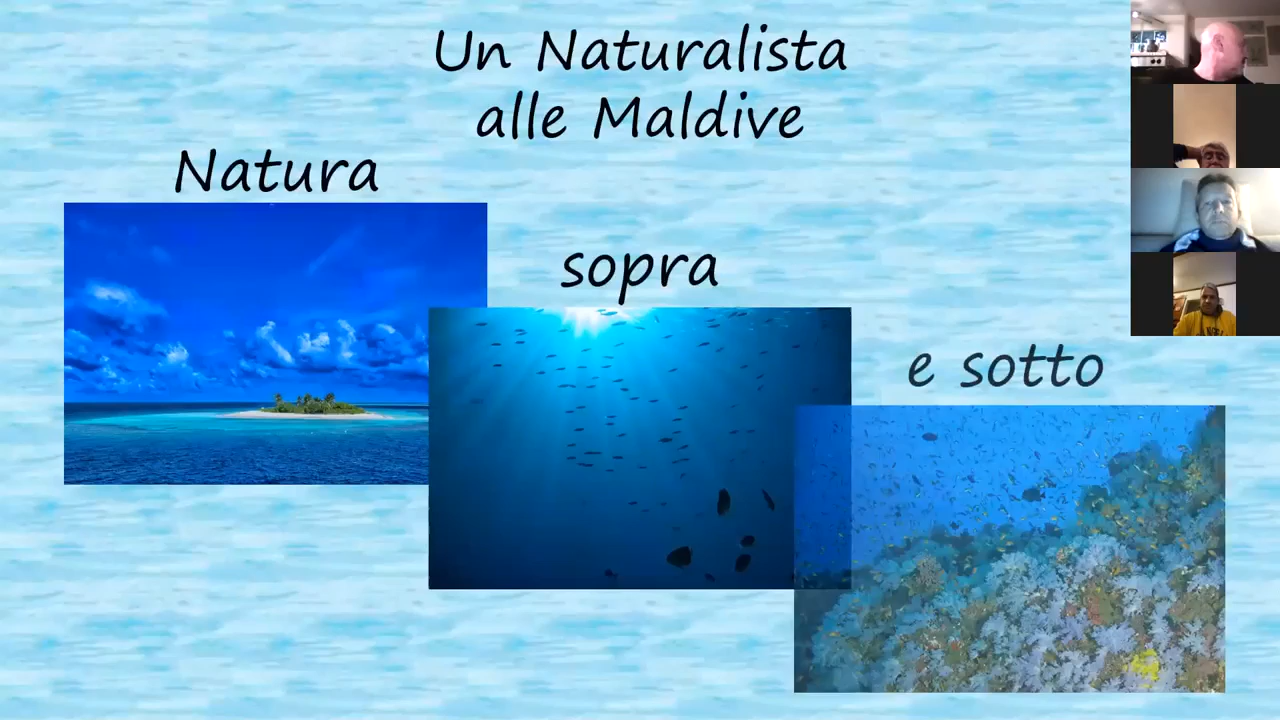 Un Naturalista
alle Maldive
Natura
sopra
e sotto